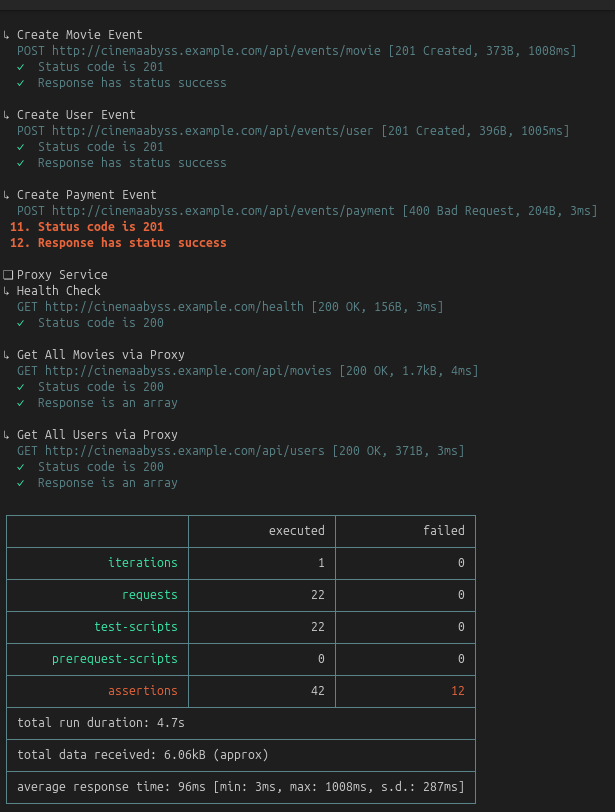 ↳ Create Movie Event
POST http://cinemaabyss.example.com/api/events/movie [201 Created, 373B, 1008ms]
✓ Status code is 201
✓ Response has status success
↳ Create User Event
POST http://cinemaabyss.example.com/api/events/user [201 Created, 396B, 1005ms]
✓ Status code is 201
✓ Response has status success
↳ Create Payment Event
POST http://cinemaabyss.example.com/api/events/payment [400 Bad Request, 204B, 3ms]
11. Status code is 201
12. Response has status success
❏ Proxy Service
↳ Health Check
GET http://cinemaabyss.example.com/health [200 OK, 156B, 3ms]
✓ Status code is 200
↳ Get All Movies via Proxy
GET http://cinemaabyss.example.com/api/movies [200 OK, 1.7kB, 4ms]
✓ Status code is 200
✓ Response is an array
↳ Get All Users via Proxy
GET http://cinemaabyss.example.com/api/users [200 OK, 371B, 3ms]
✓ Status code is 200
✓ Response is an array
executed failed
iterations 1 0
requests 22 0
test-scripts 22 0
prerequest-scripts 0 0
assertions 42 12
total run duration: 4.7s
total data received: 6.06kB (approx)
average response time: 96ms [min: 3ms, max: 1008ms, s.d.: 287ms]